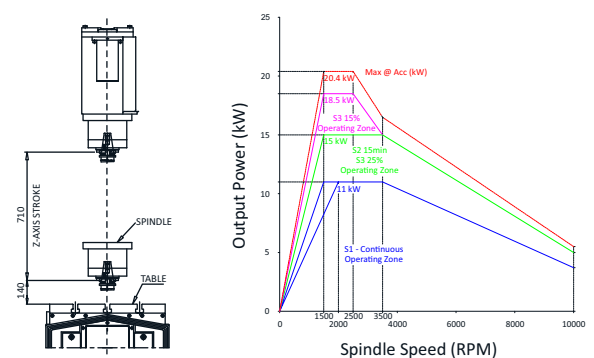 710
Z-AXIS STROKE
140
SPINDLE
TABLE
Output Power (kW)
25
20
15
10
5
0
Max @ Acc (kW)
20.4 kW
18.5 kW
S3 15%
Operating Zone
15 kW
S2 15min
S3 25%
Operating Zone
11 kW
S1 - Continuous
Operating Zone
0
1500
2000
2500
3500
4000
6000
8000
10000
Spindle Speed (RPM)